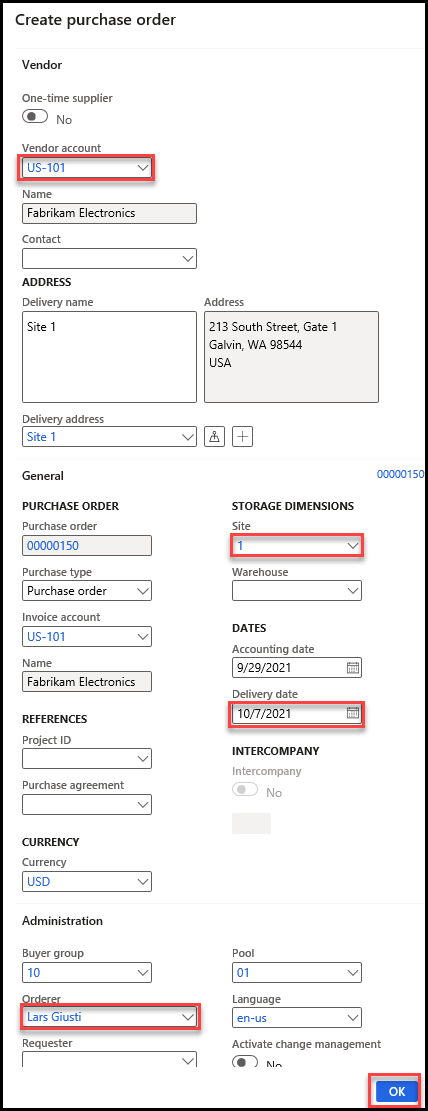 Create purchase order
Vendor
One-time supplier
No
Vendor account
US-101
Name
Fabrikam Electronics
Contact
ADDRESS
Delivery name
Site 1
Address
213 South Street, Gate 1
Galvin, WA 98544
USA
Delivery address
Site 1
General
00000150
PURCHASE ORDER
Purchase order
00000150
Purchase type
Purchase order
Invoice account
US-101
Name
Fabrikam Electronics
REFERENCES
Project ID
Purchase agreement
CURRENCY
Currency
USD
STORAGE DIMENSIONS
Site
1
Warehouse
DATES
Accounting date
9/29/2021
Delivery date
10/7/2021
INTERCOMPANY
Intercompany
No
Administration
Buyer group
10
Orderer
Lars Giusti
Requester
Pool
01
Language
en-us
Activate change management
No
OK